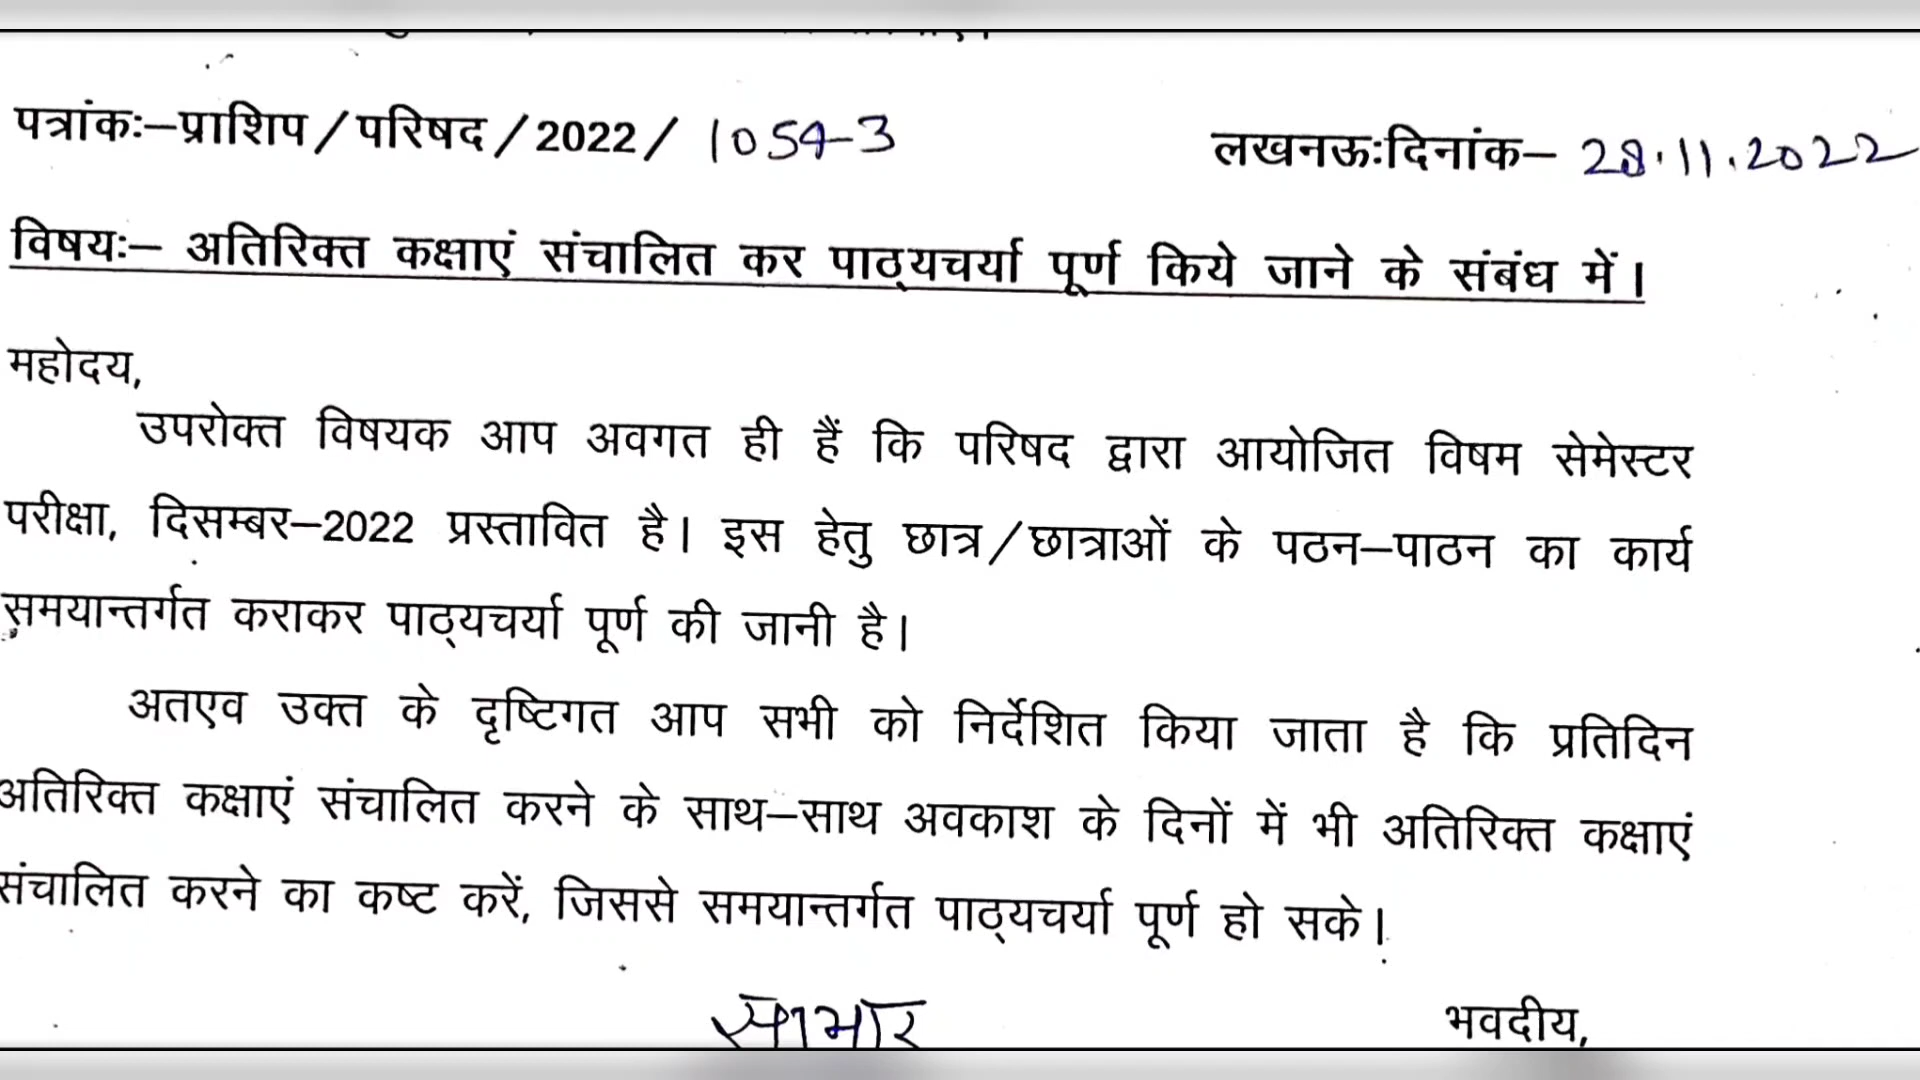 पत्रांकः–प्राशिप/परिषद/2022/ 1054-3 लखनऊःदिनांक– 28.11.2022
विषयः– अतिरिक्त कक्षाएं संचालित कर पाठ्यचर्या पूर्ण किये जाने के संबंध में।
महोदय,
उपरोक्त विषयक आप अवगत ही हैं कि परिषद द्वारा आयोजित विषम सेमेस्टर
परीक्षा, दिसम्बर–2022 प्रस्तावित है। इस हेतु छात्र/छात्राओं के पठन–पाठन का कार्य
समयान्तर्गत कराकर पाठ्यचर्या पूर्ण की जानी है।
अतएव उक्त के दृष्टिगत आप सभी को निर्देशित किया जाता है कि प्रतिदिन
अतिरिक्त कक्षाएं संचालित करने के साथ–साथ अवकाश के दिनों में भी अतिरिक्त कक्षाएं
संचालित करने का कष्ट करें, जिससे समयान्तर्गत पाठ्यचर्या पूर्ण हो सके।
साभार भवदीय,